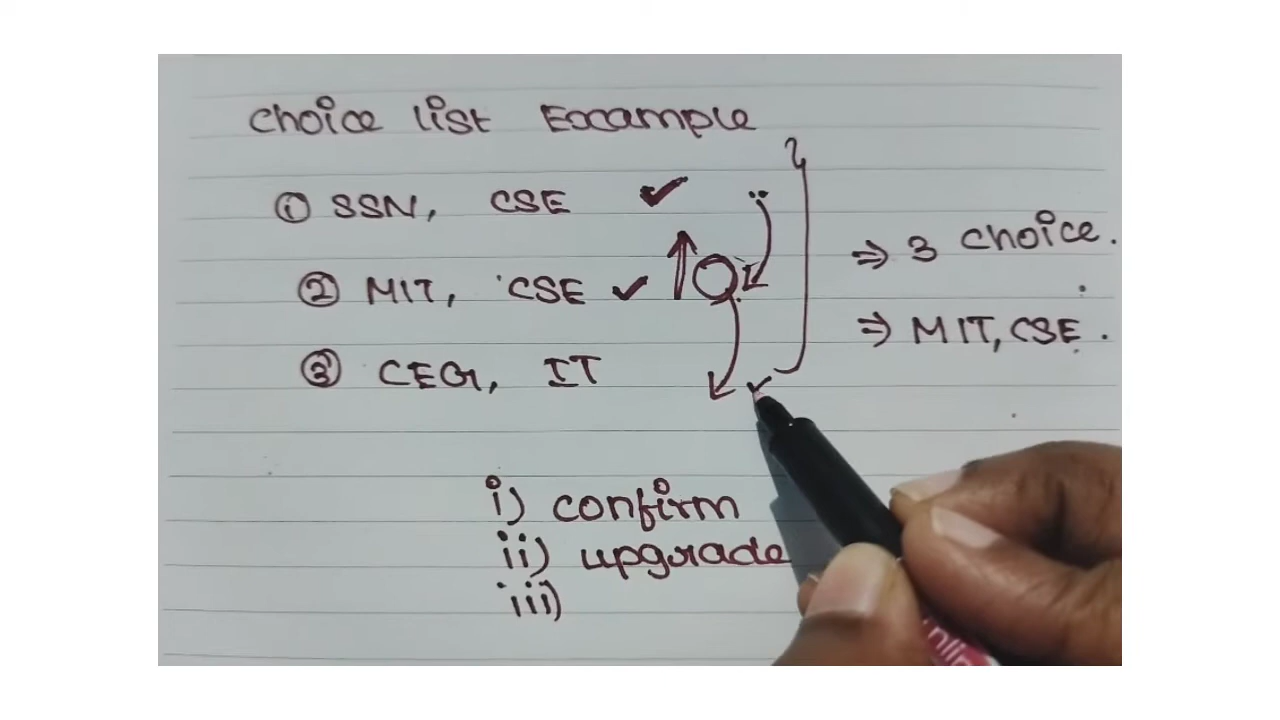 Choice list Example
① SSN, CSE ✓
② MIT, CSE ✓
③ CEG, IT
⇒ 3 choice.
⇒ MIT, CSE.
i) confirm
ii) upgrade
iii)